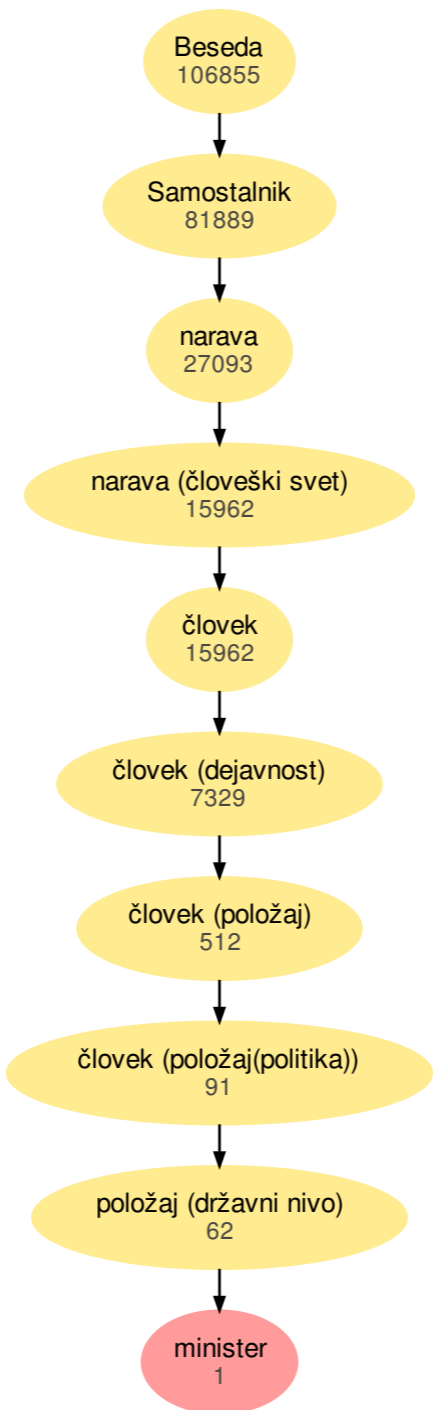 Beseda
106855
Samostalnik
81889
narava
27093
narava (človeški svet)
15962
človek
15962
človek (dejavnost)
7329
človek (položaj)
512
človek (položaj(politika))
91
položaj (državni nivo)
62
minister
1